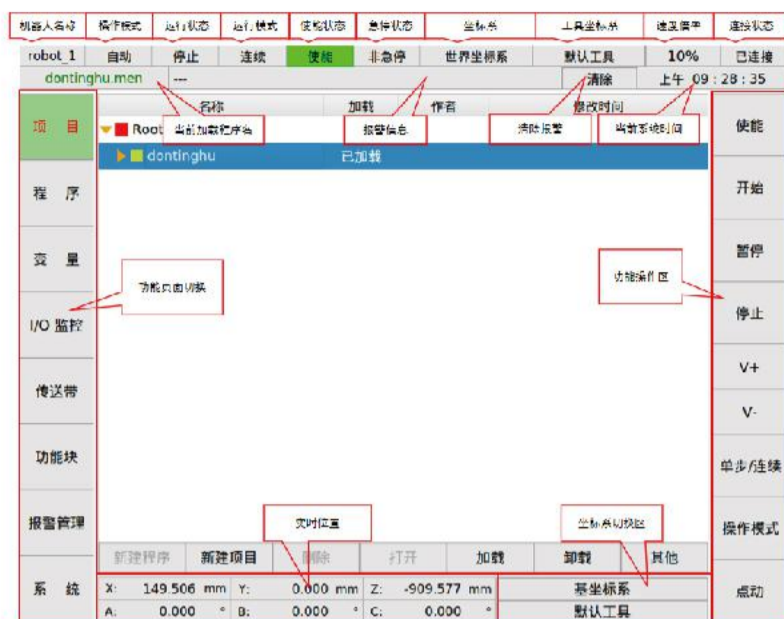 机器人名称 操作模式 运行状态 运行模式 使能状态 急停状态 坐标系 工具坐标系 速度倍率 连接状态
robot_1 自动 停止 连续 使能 非急停 世界坐标系 默认工具 10% 已连接
dontinghu.men --- 清除 上午 09:28:35
名称 加载 作者 修改时间
Root 当前加载程序名 报警信息 清除报警 当前系统时间
dontinghu 已加载
项 目
程 序
变 量
I/O 监控
传送带
功能块
报警管理
系 统
功能页面切换
功能操作区
使能
开始
暂停
停止
V+
V-
单步/连续
操作模式
点动
实时位置 坐标系切换区
新建程序 新建项目 删除 打开 加载 卸载 其他
X: 149.506 mm Y: 0.000 mm Z: -909.577 mm 基坐标系
A: 0.000 ° B: 0.000 ° C: 0.000 ° 默认工具